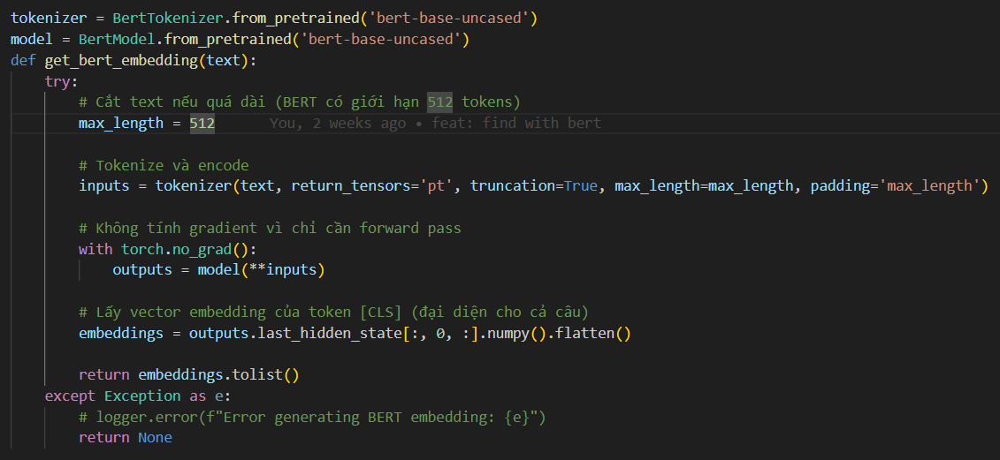 tokenizer = BertTokenizer.from_pretrained('bert-base-uncased')
model = BertModel.from_pretrained('bert-base-uncased')
def get_bert_embedding(text):
    try:
        # Cắt text nếu quá dài (BERT có giới hạn 512 tokens)
        max_length = 512       You, 2 weeks ago • feat: find with bert
        # Tokenize và encode
        inputs = tokenizer(text, return_tensors='pt', truncation=True, max_length=max_length, padding='max_length')
        # Không tính gradient vì chỉ cần forward pass
        with torch.no_grad():
            outputs = model(**inputs)
        # Lấy vector embedding của token [CLS] (đại diện cho cả câu)
        embeddings = outputs.last_hidden_state[:, 0, :].numpy().flatten()
        return embeddings.tolist()
    except Exception as e:
        # logger.error(f"Error generating BERT embedding: {e}")
        return None